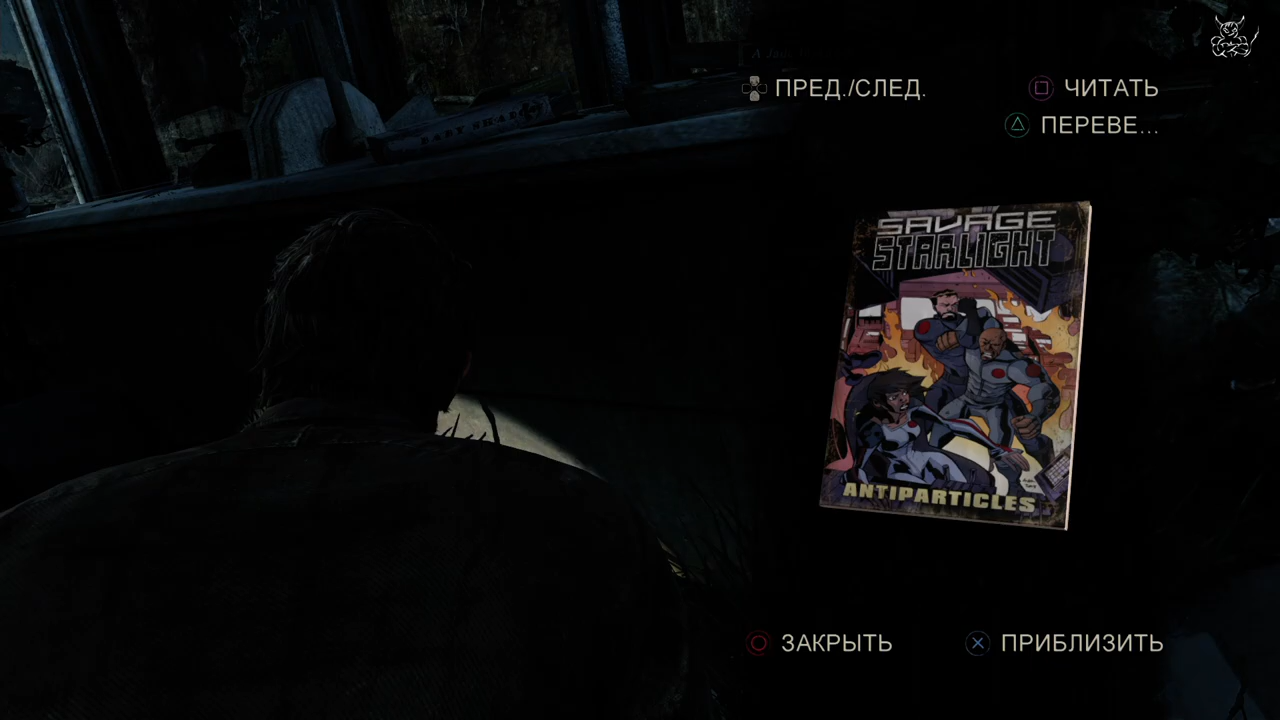 ПРЕД./СЛЕД.
ЧИТАТЬ
ПЕРЕВЕ...
SAVAGE
STARLIGHT
ANTIPARTICLES
ЗАКРЫТЬ
ПРИБЛИЗИТЬ